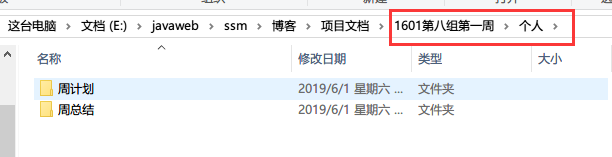 这台电脑 > 文档 (E:) > javaweb > ssm > 博客 > 项目文档 > 1601第八组第一周 > 个人 >
名称 修改日期 类型 大小
周计划 2019/6/1 星期六 ... 文件夹
周总结 2019/6/1 星期六 ... 文件夹